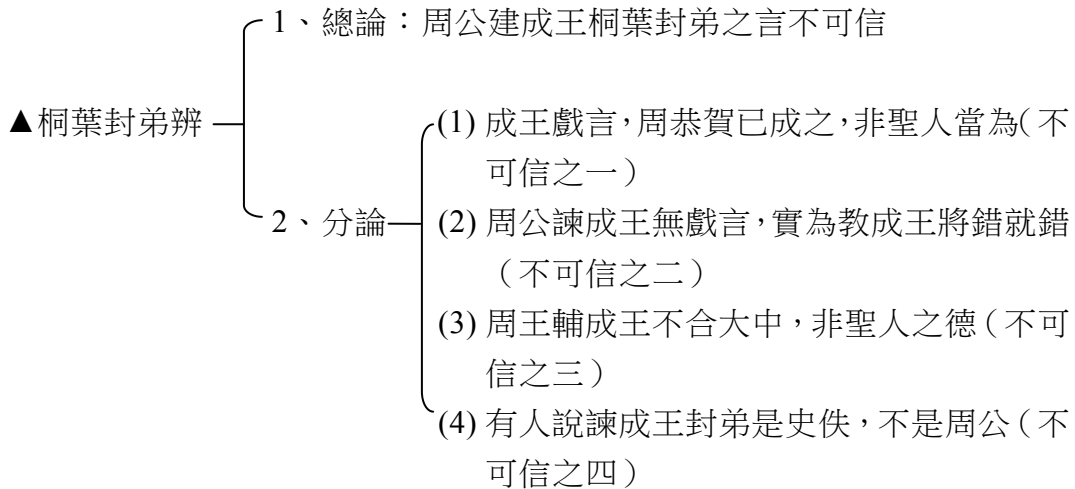 1、總論：周公建成王桐葉封弟之言不可信
▲桐葉封弟辨
2、分論
(1) 成王戲言，周恭賀已成之，非聖人當為（不
可信之一）
(2) 周公諫成王無戲言，實為教成王將錯就錯
（不可信之二）
(3) 周王輔成王不合大中，非聖人之德（不可
信之三）
(4) 有人說諫成王封弟是史佚，不是周公（不
可信之四）